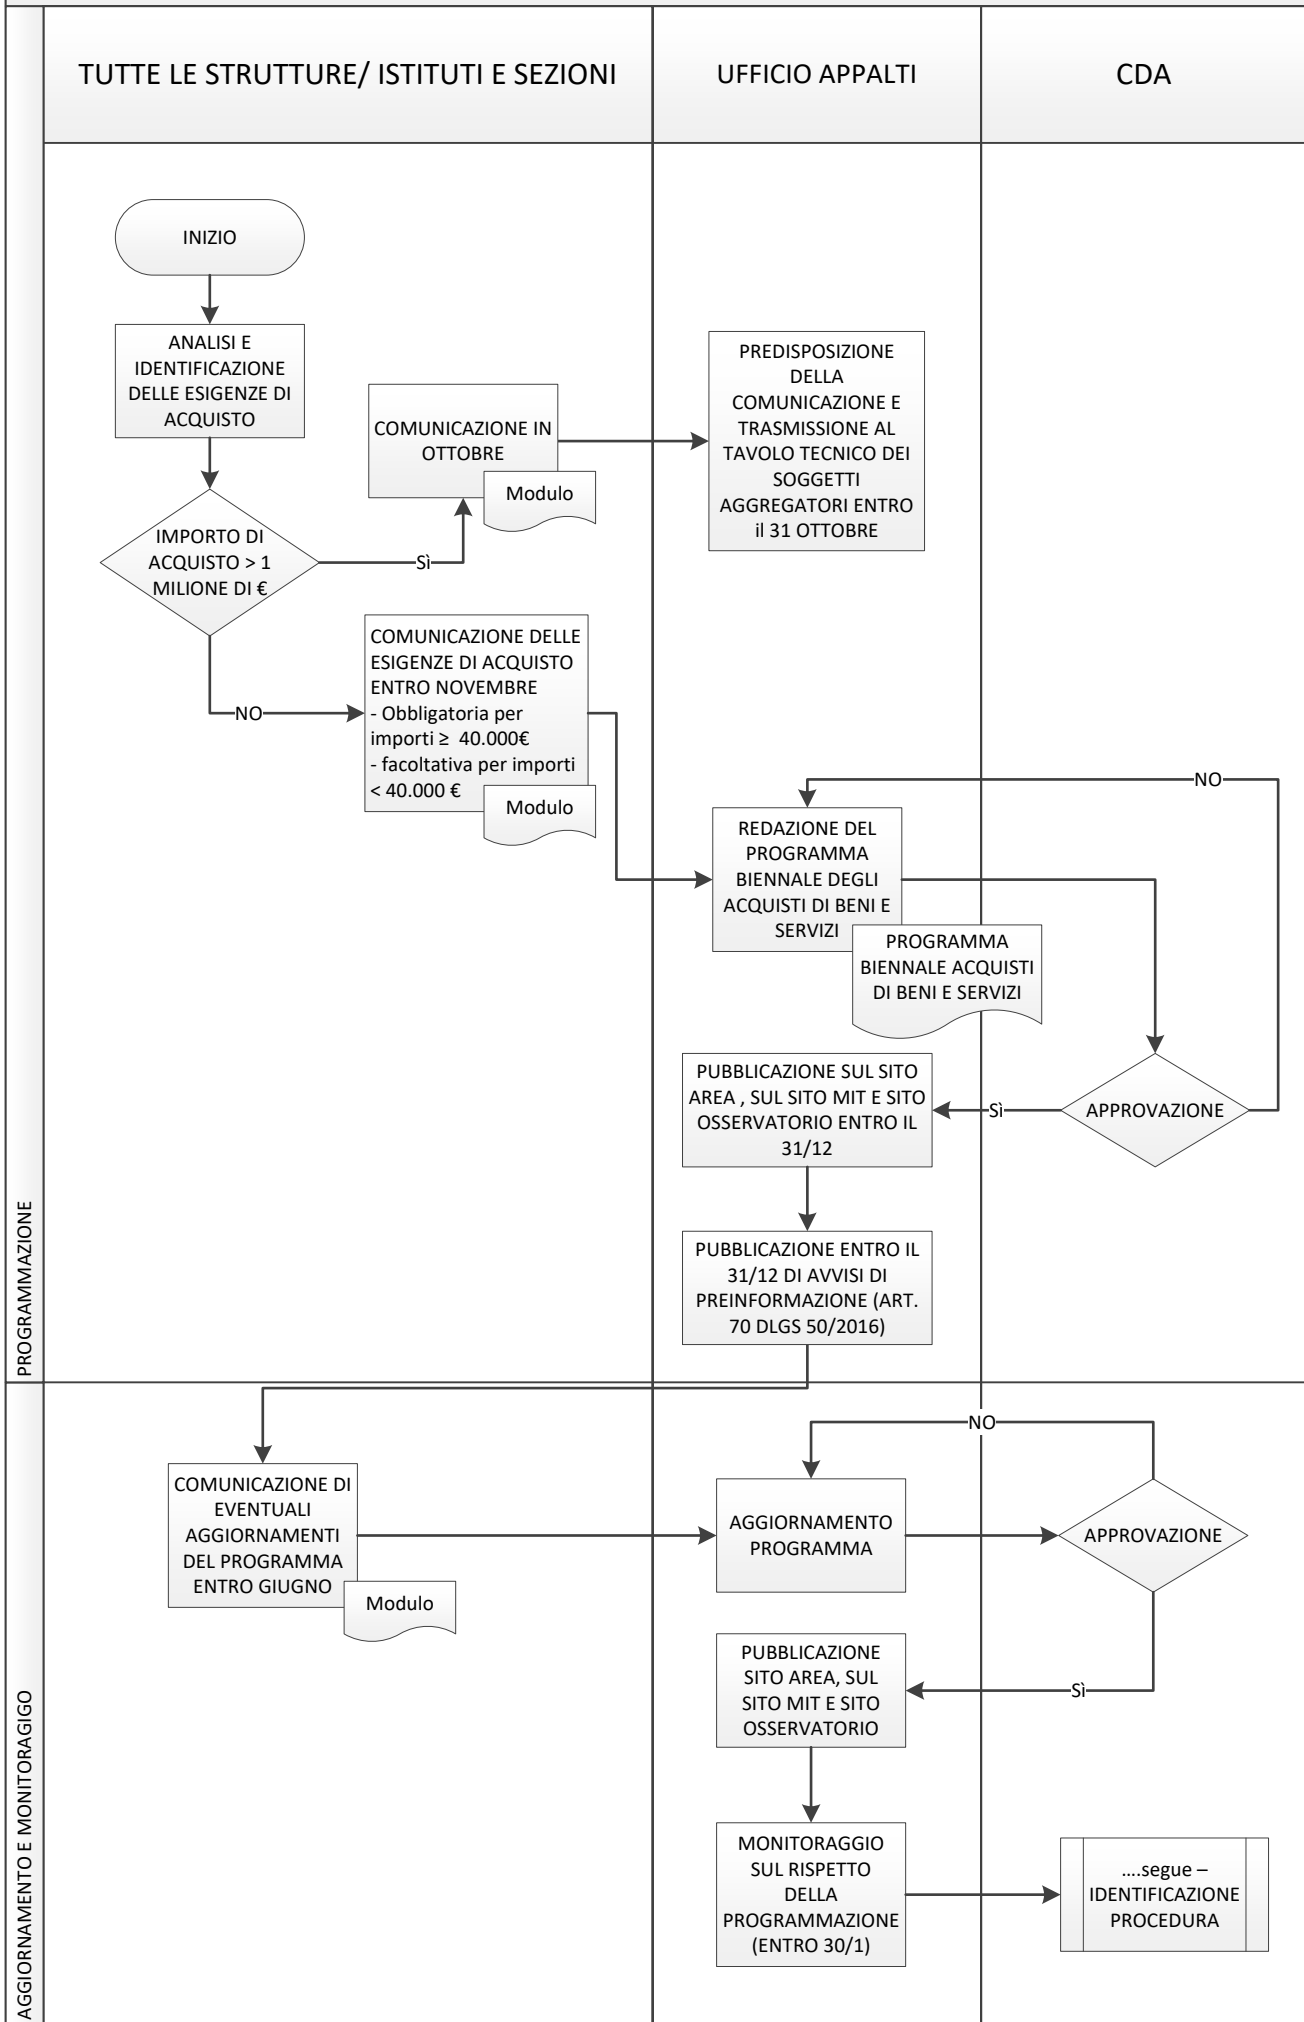 TUTTE LE STRUTTURE/ ISTITUTI E SEZIONI
UFFICIO APPALTI
CDA
PROGRAMMAZIONE
INIZIO
ANALISI E
IDENTIFICAZIONE
DELLE ESIGENZE DI
ACQUISTO
IMPORTO DI
ACQUISTO > 1
MILIONE DI €
Sì
COMUNICAZIONE IN
OTTOBRE
Modulo
PREDISPOSIZIONE
DELLA
COMUNICAZIONE E
TRASMISSIONE AL
TAVOLO TECNICO DEI
SOGGETTI
AGGREGATORI ENTRO
il 31 OTTOBRE
NO
COMUNICAZIONE DELLE
ESIGENZE DI ACQUISTO
ENTRO NOVEMBRE
- Obbligatoria per
importi ≥ 40.000€
- facoltativa per importi
< 40.000 €
Modulo
REDAZIONE DEL
PROGRAMMA
BIENNALE DEGLI
ACQUISTI DI BENI E
SERVIZI
PROGRAMMA
BIENNALE ACQUISTI
DI BENI E SERVIZI
NO
APPROVAZIONE
Sì
PUBBLICAZIONE SUL SITO
AREA , SUL SITO MIT E SITO
OSSERVATORIO ENTRO IL
31/12
PUBBLICAZIONE ENTRO IL
31/12 DI AVVISI DI
PREINFORMAZIONE (ART.
70 DLGS 50/2016)
AGGIORNAMENTO E MONITORAGIGO
COMUNICAZIONE DI
EVENTUALI
AGGIORNAMENTI
DEL PROGRAMMA
ENTRO GIUGNO
Modulo
AGGIORNAMENTO
PROGRAMMA
NO
APPROVAZIONE
Sì
PUBBLICAZIONE
SITO AREA, SUL
SITO MIT E SITO
OSSERVATORIO
MONITORAGGIO
SUL RISPETTO
DELLA
PROGRAMMAZIONE
(ENTRO 30/1)
....segue –
IDENTIFICAZIONE
PROCEDURA